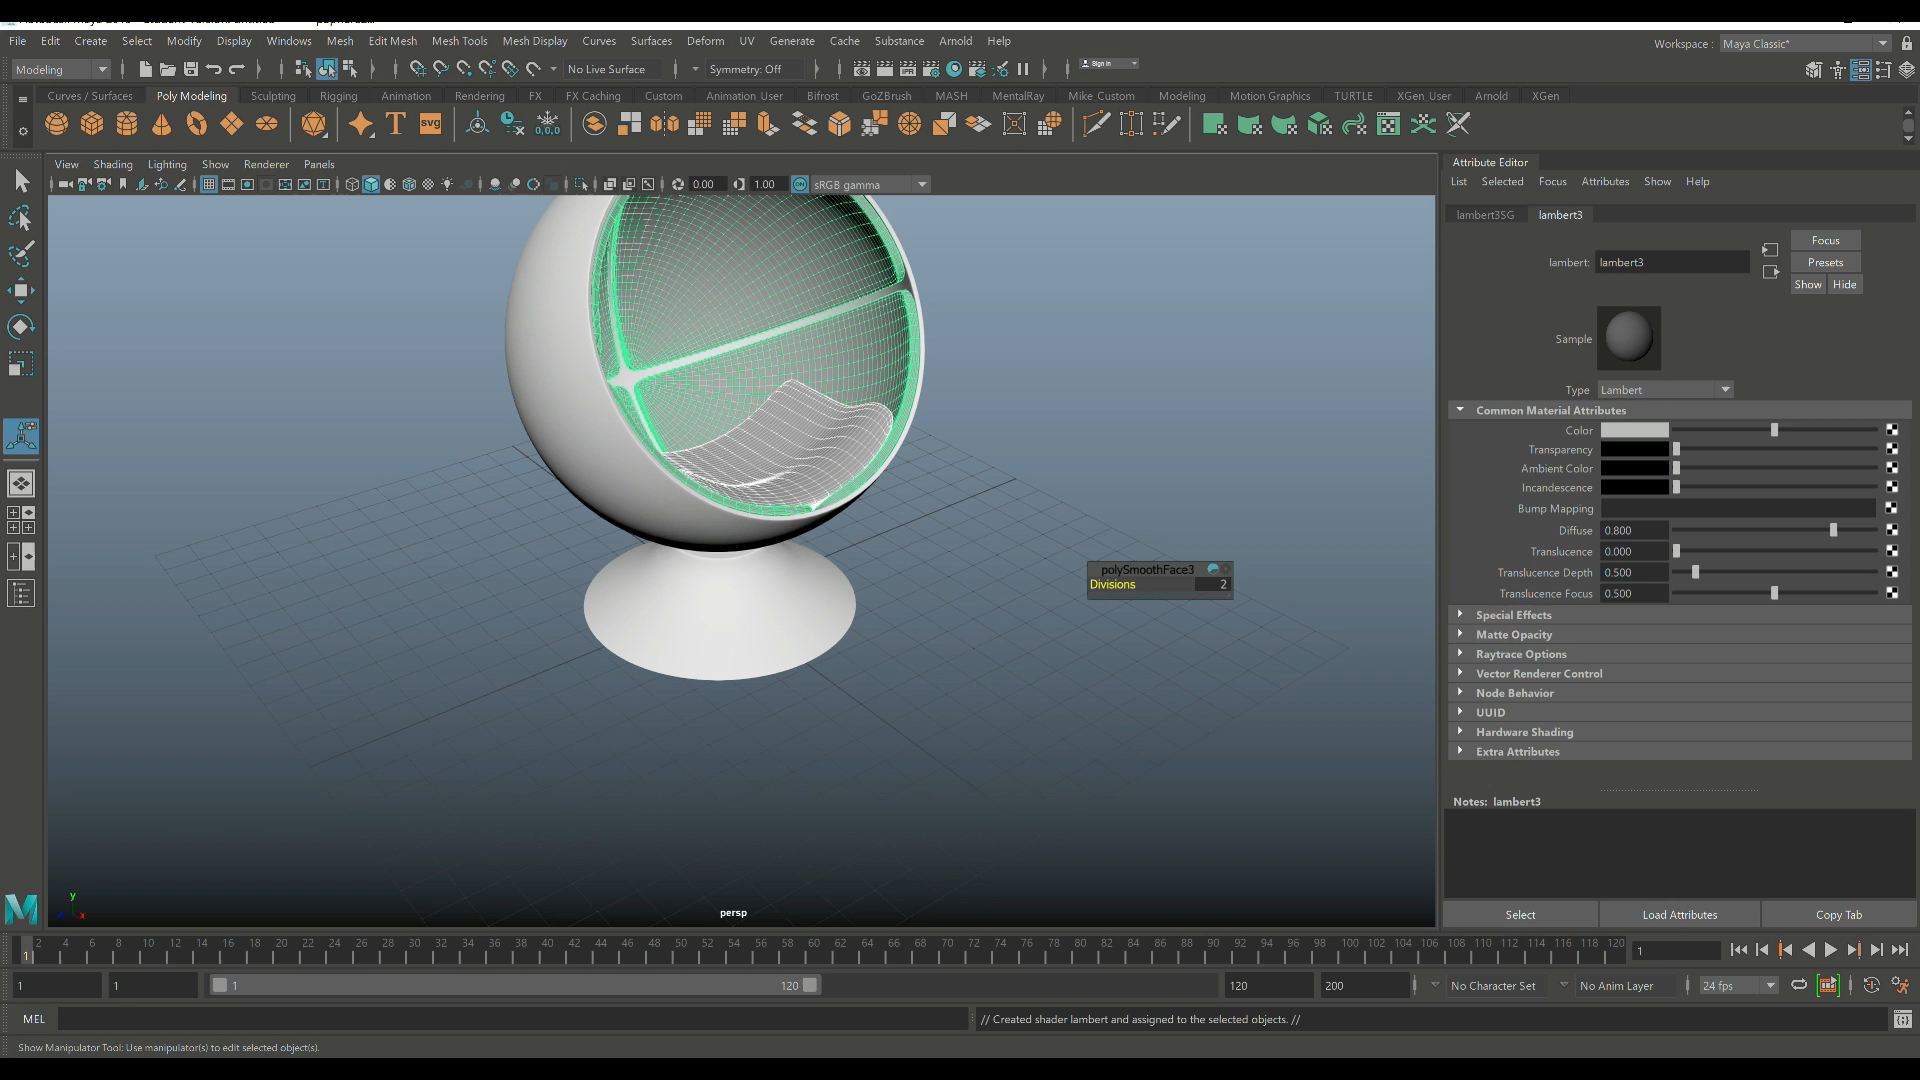 File Edit Create Select Modify Display Windows Mesh Edit Mesh Mesh Tools Mesh Display Curves Surfaces Deform UV Generate Cache Substance Arnold Help
Workspace : Maya Classic*
Modeling No Live Surface Symmetry: Off IPR Sign In
Curves / Surfaces Poly Modeling Sculpting Rigging Animation Rendering FX FX Caching Custom Animation_User Bifrost GoZBrush MASH MentalRay Mike_Custom Modeling Motion Graphics TURTLE XGen_User Arnold XGen
T SVG 0,0,0
View Shading Lighting Show Renderer Panels
0.00 1.00 ON sRGB gamma
Attribute Editor
List Selected Focus Attributes Show Help
lambert3SG lambert3
Focus
lambert: lambert3
Presets
Show Hide
Sample
Type Lambert
Common Material Attributes
Color
Transparency
Ambient Color
Incandescence
Bump Mapping
Diffuse 0.800
Translucence 0.000
Translucence Depth 0.500
Translucence Focus 0.500
Special Effects
Matte Opacity
Raytrace Options
Vector Renderer Control
Node Behavior
UUID
Hardware Shading
Extra Attributes
Notes: lambert3
Select Load Attributes Copy Tab
polySmoothFace3
Divisions 2
y
z x
persp
2 4 6 8 10 12 14 16 18 20 22 24 26 28 30 32 34 36 38 40 42 44 46 48 50 52 54 56 58 60 62 64 66 68 70 72 74 76 78 80 82 84 86 88 90 92 94 96 98 100 102 104 106 108 110 112 114 116 118 120
1 1
1 1 1 120 120 200 No Character Set No Anim Layer 24 fps
MEL // Created shader lambert and assigned to the selected objects. //
Show Manipulator Tool: Use manipulator(s) to edit selected object(s).